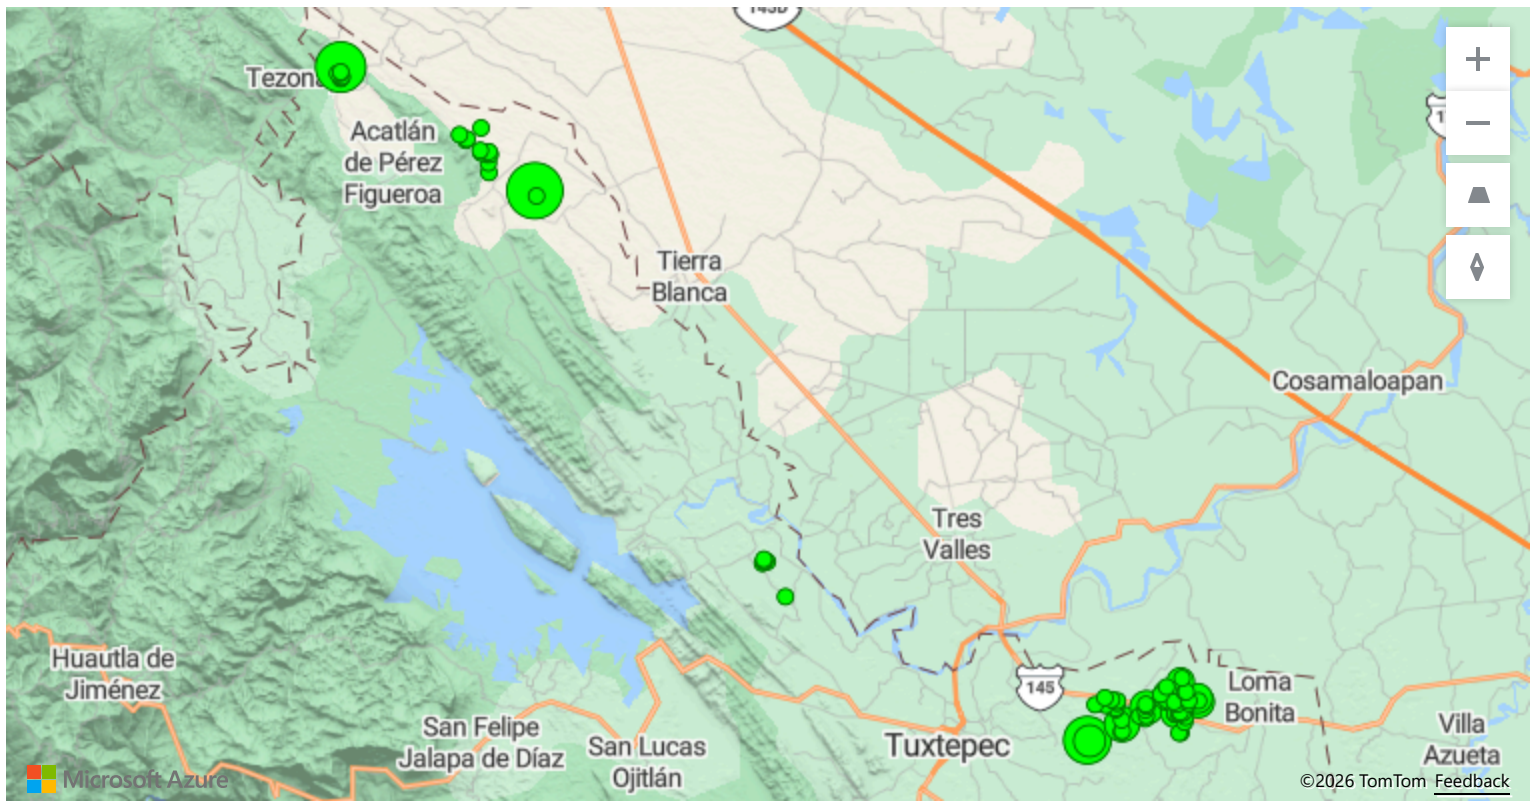 145D
Tezona
Acatlán
de Pérez
Figueroa
Tierra
Blanca
Cosamaloapan
Tres
Valles
Huautla de
Jiménez
145
Loma
Bonita
San Felipe
Jalapa de Díaz
San Lucas
Ojitlán
Tuxtepec
Villa
Azueta
Microsoft Azure
©2026 TomTom Feedback